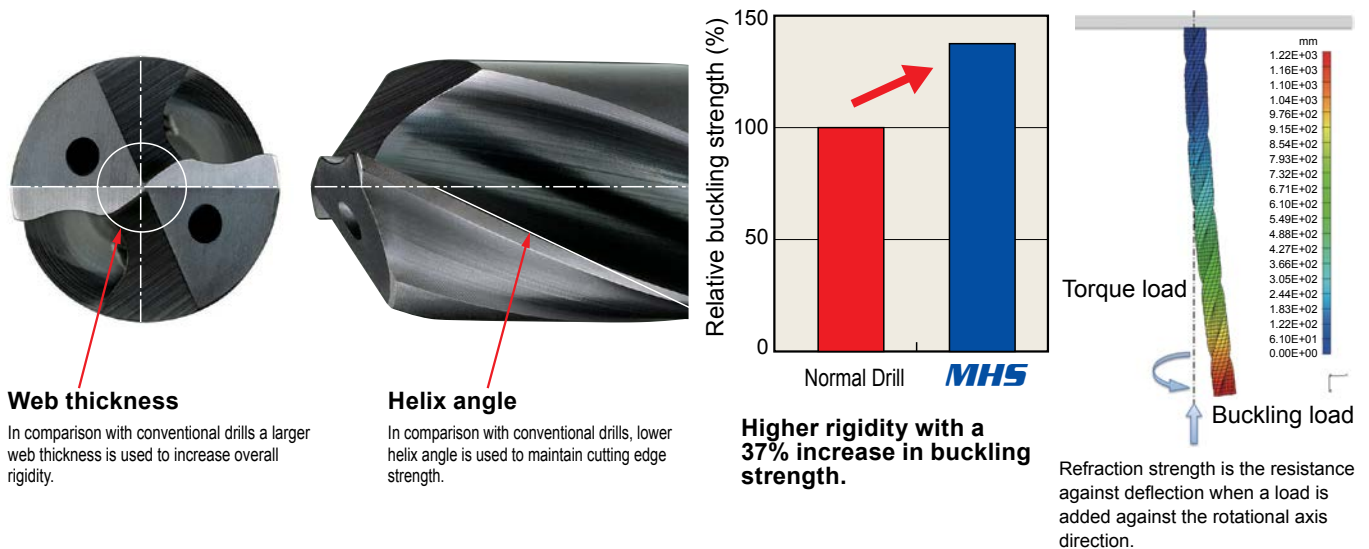 Web thickness
In comparison with conventional drills a larger
web thickness is used to increase overall
rigidity.
Helix angle
In comparison with conventional drills, lower
helix angle is used to maintain cutting edge
strength.
Relative buckling strength (%)
150
100
50
0
Normal Drill
MHS
Higher rigidity with a
37% increase in buckling
strength.
mm
1.22E+03
1.16E+03
1.10E+03
1.04E+03
9.76E+02
9.15E+02
8.54E+02
7.93E+02
7.32E+02
6.71E+02
6.10E+02
5.49E+02
4.88E+02
4.27E+02
3.66E+02
3.05E+02
2.44E+02
1.83E+02
1.22E+02
6.10E+01
0.00E+00
Torque load
Buckling load
Refraction strength is the resistance
against deflection when a load is
added against the rotational axis
direction.